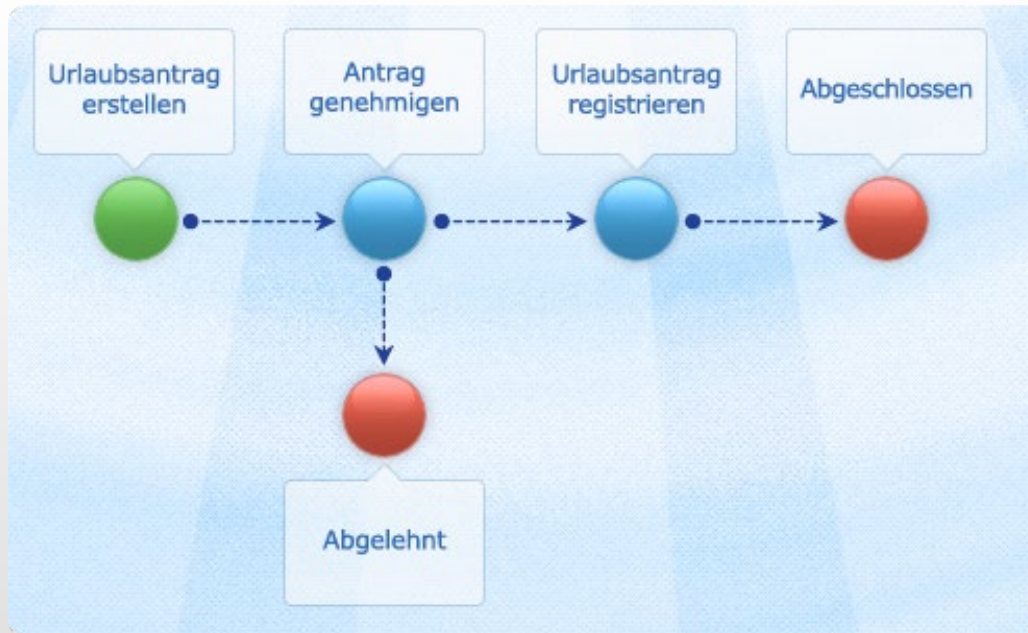 Urlaubsantrag
erstellen
Antrag
genehmigen
Urlaubsantrag
registrieren
Abgeschlossen
Abgelehnt